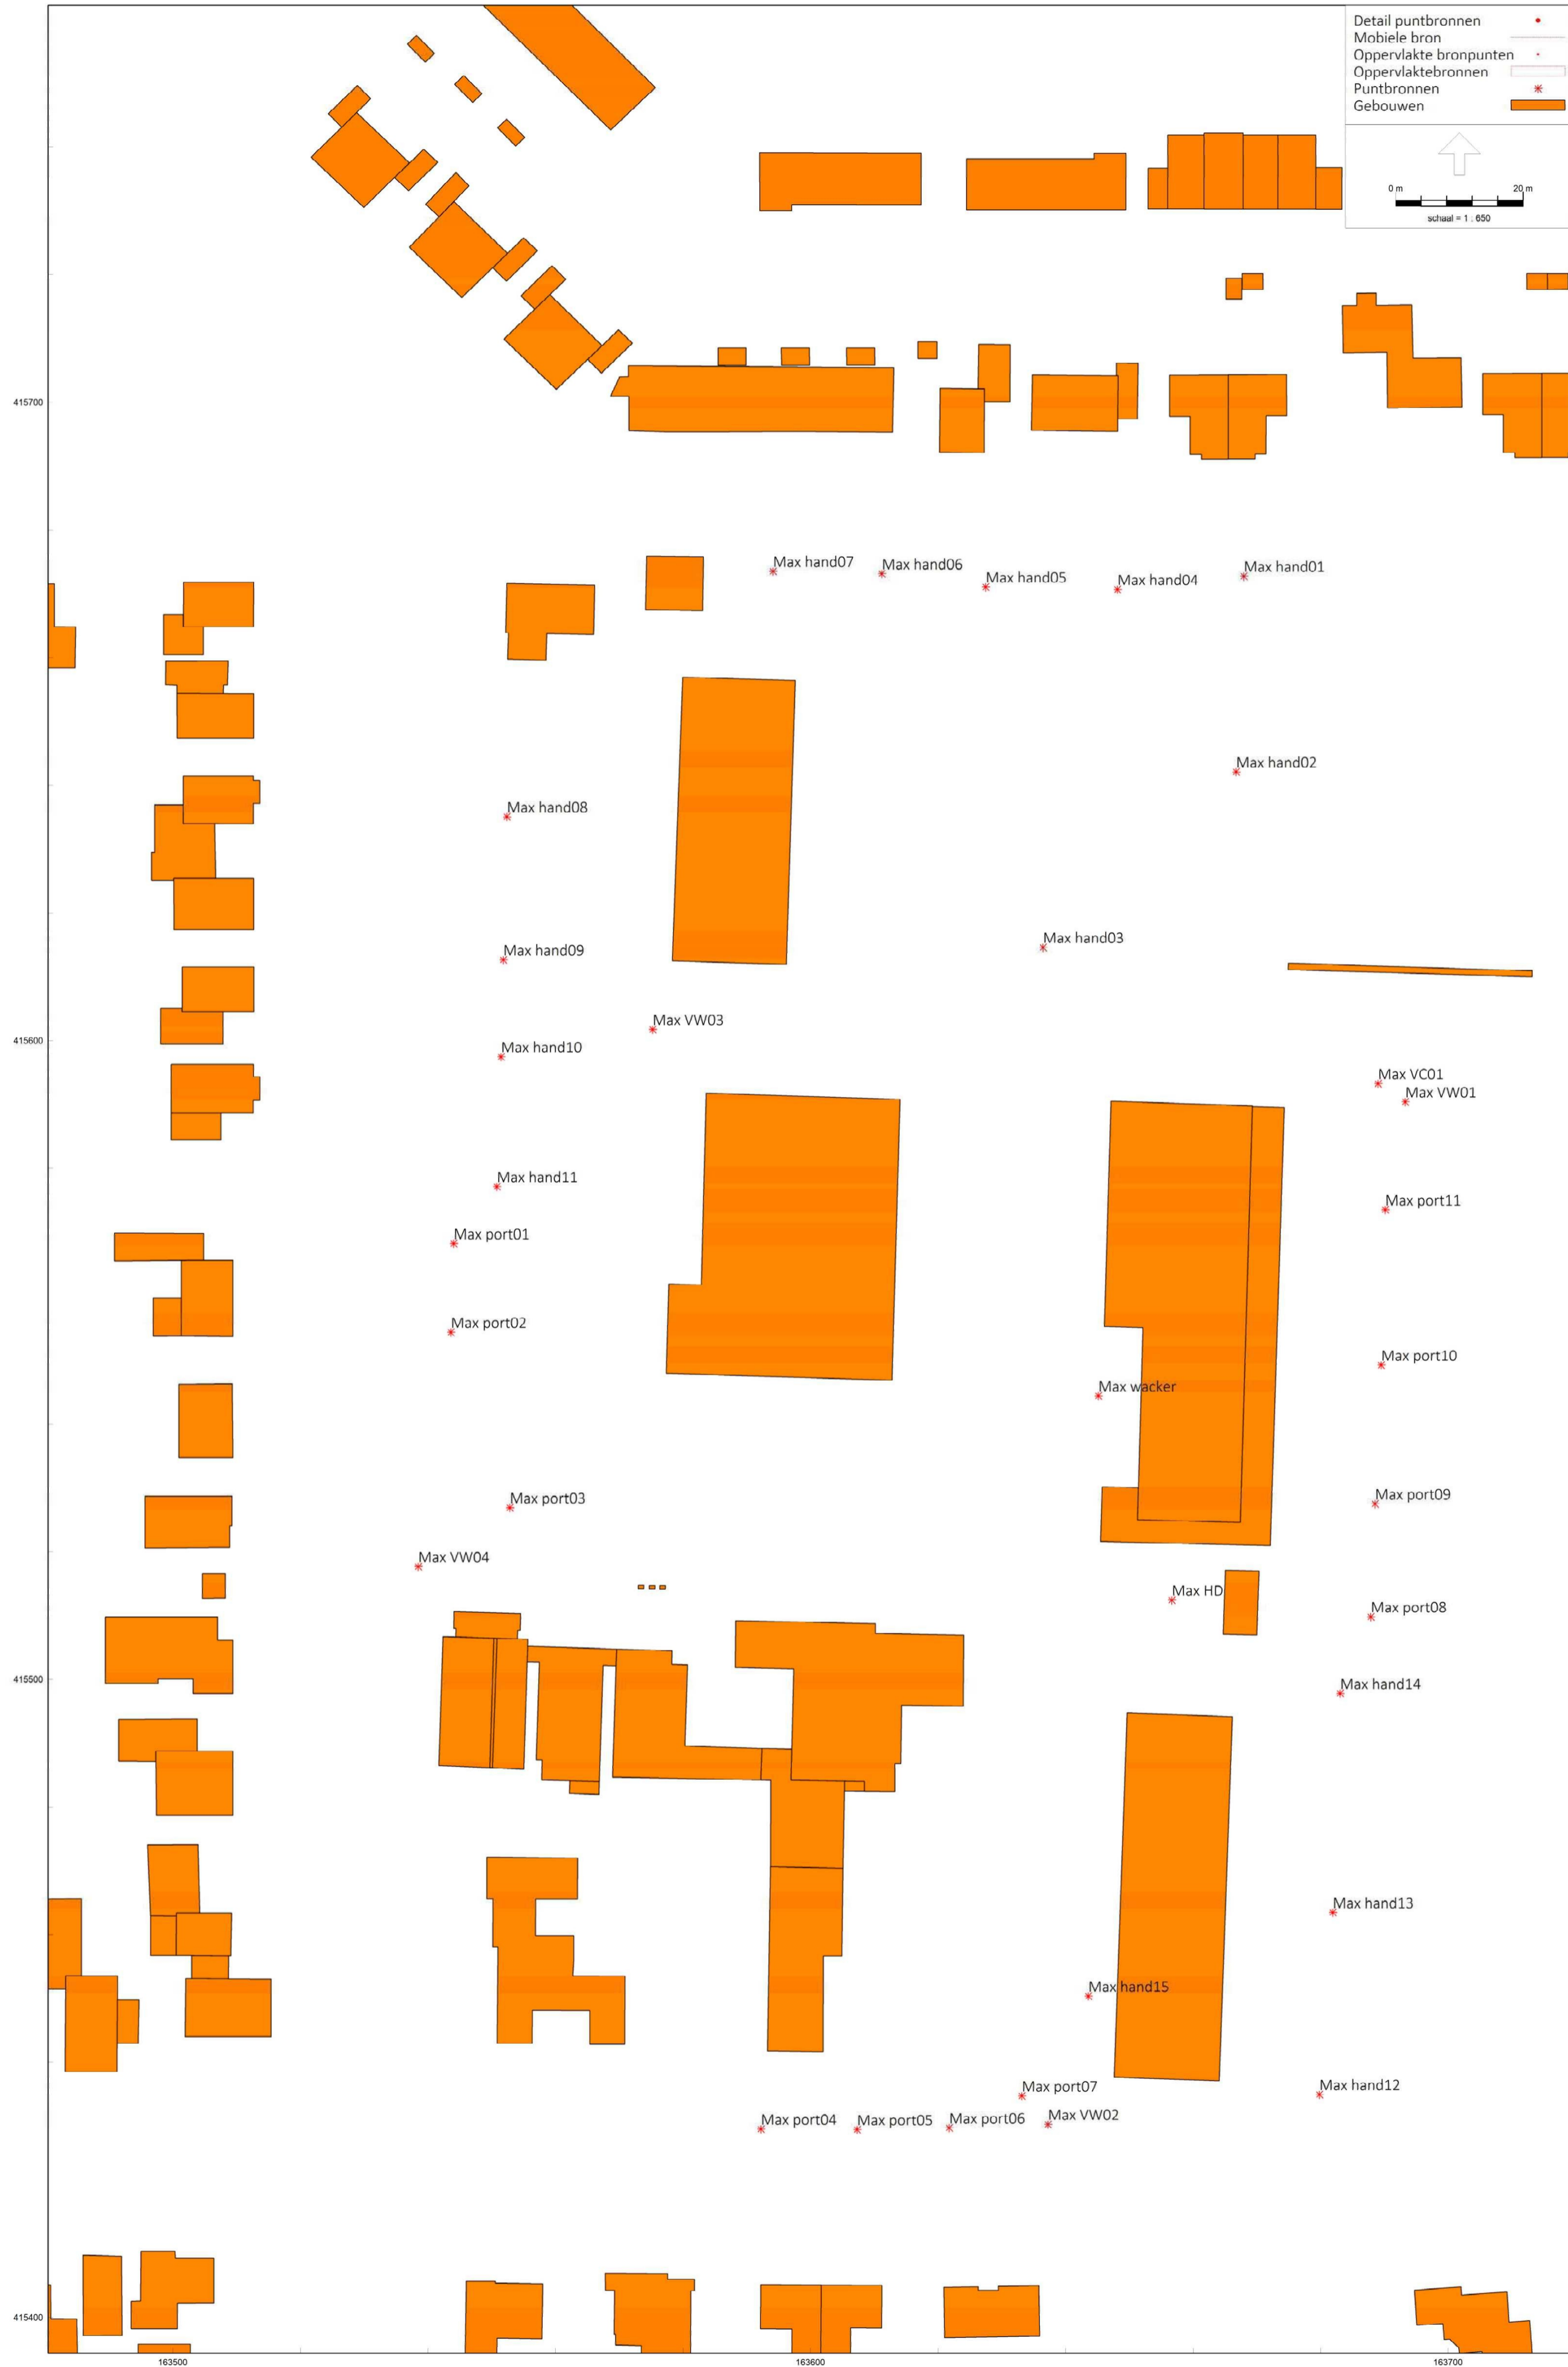 Detail puntbronnen
Mobiele bron
Oppervlakte bronpunten
Oppervlaktebronnen
Puntbronnen
Gebouwen
0 m
20 m
schaal = 1 : 650
415700
Max hand07
Max hand06
Max hand05
Max hand04
Max hand01
Max hand02
Max hand08
Max hand03
Max hand09
Max VW03
415600
Max hand10
Max VC01
Max VW01
Max hand11
Max port11
Max port01
Max port02
Max port10
Max wacker
Max port03
Max port09
Max VW04
Max HD
Max port08
415500
Max hand14
Max hand13
Max hand15
Max port07
Max hand12
Max port04
Max port05
Max port06
Max VW02
415400
163500
163600
163700